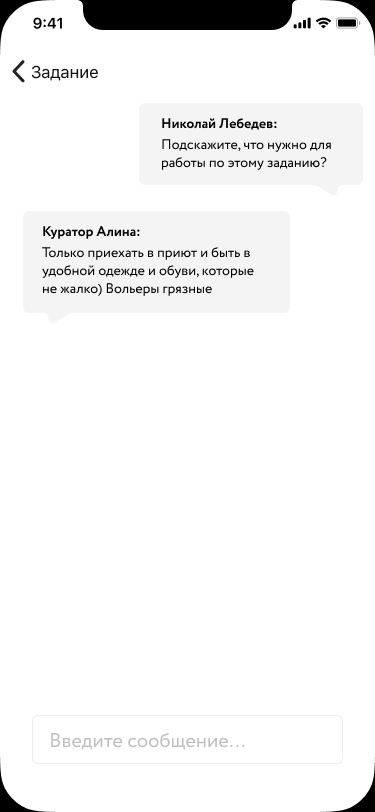 9:41
Задание
Николай Лебедев:
Подскажите, что нужно для
работы по этому заданию?
Куратор Алина:
Только приехать в приют и быть в
удобной одежде и обуви, которые
не жалко) Вольеры грязные
Введите сообщение...